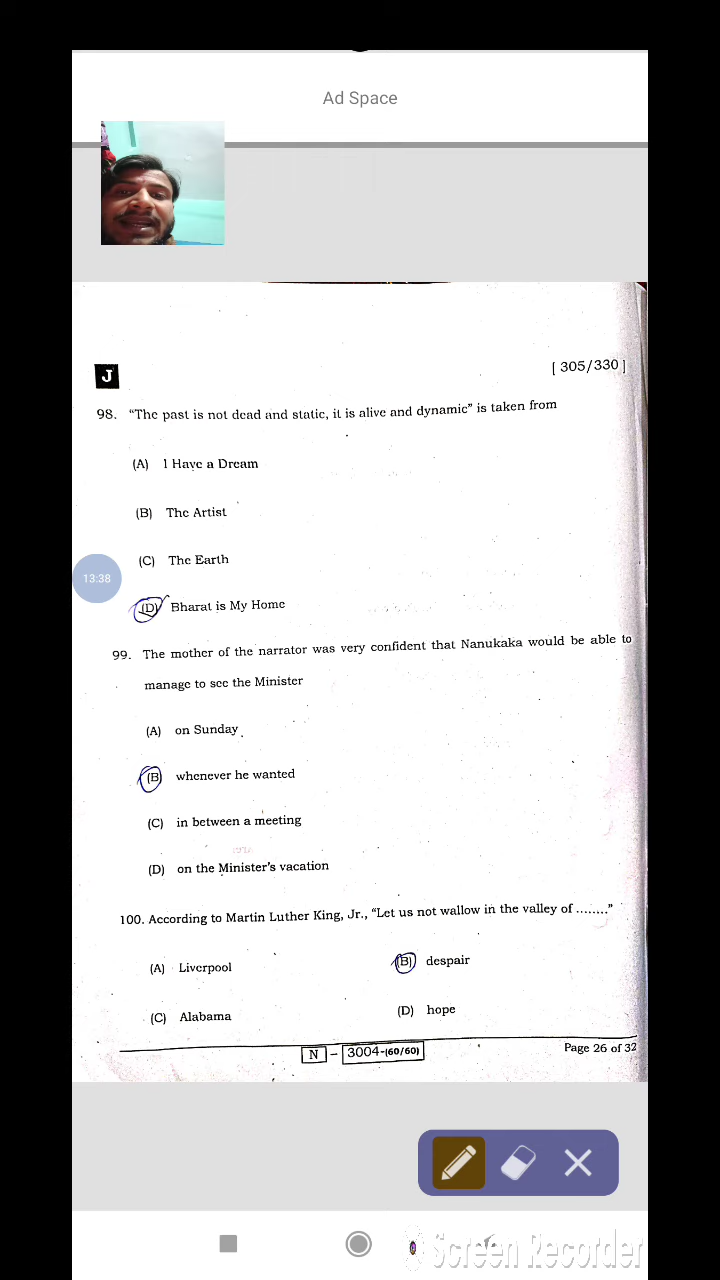 Ad Space
J
[ 305/330 ]
98. "The past is not dead and static, it is alive and dynamic" is taken from
(A) I Have a Dream
(B) The Artist
(C) The Earth
13:38
(D) Bharat is My Home
99. The mother of the narrator was very confident that Nanukaka would be able to
manage to see the Minister
(A) on Sunday
(B) whenever he wanted
(C) in between a meeting
(D) on the Minister's vacation
100. According to Martin Luther King, Jr., "Let us not wallow in the valley of ........"
(A) Liverpool
(B) despair
(C) Alabama
(D) hope
N – 3004-(60/60)
Page 26 of 32
Screen Recorder